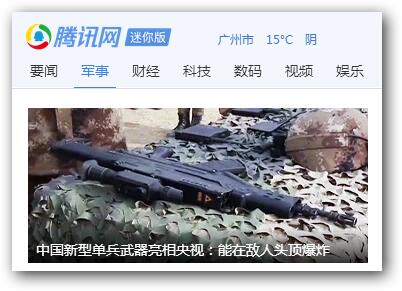 腾讯网 迷你版
广州市 15°C 阴
要闻 军事 财经 科技 数码 视频 娱乐
中国新型单兵武器亮相央视：能在敌人头顶爆炸